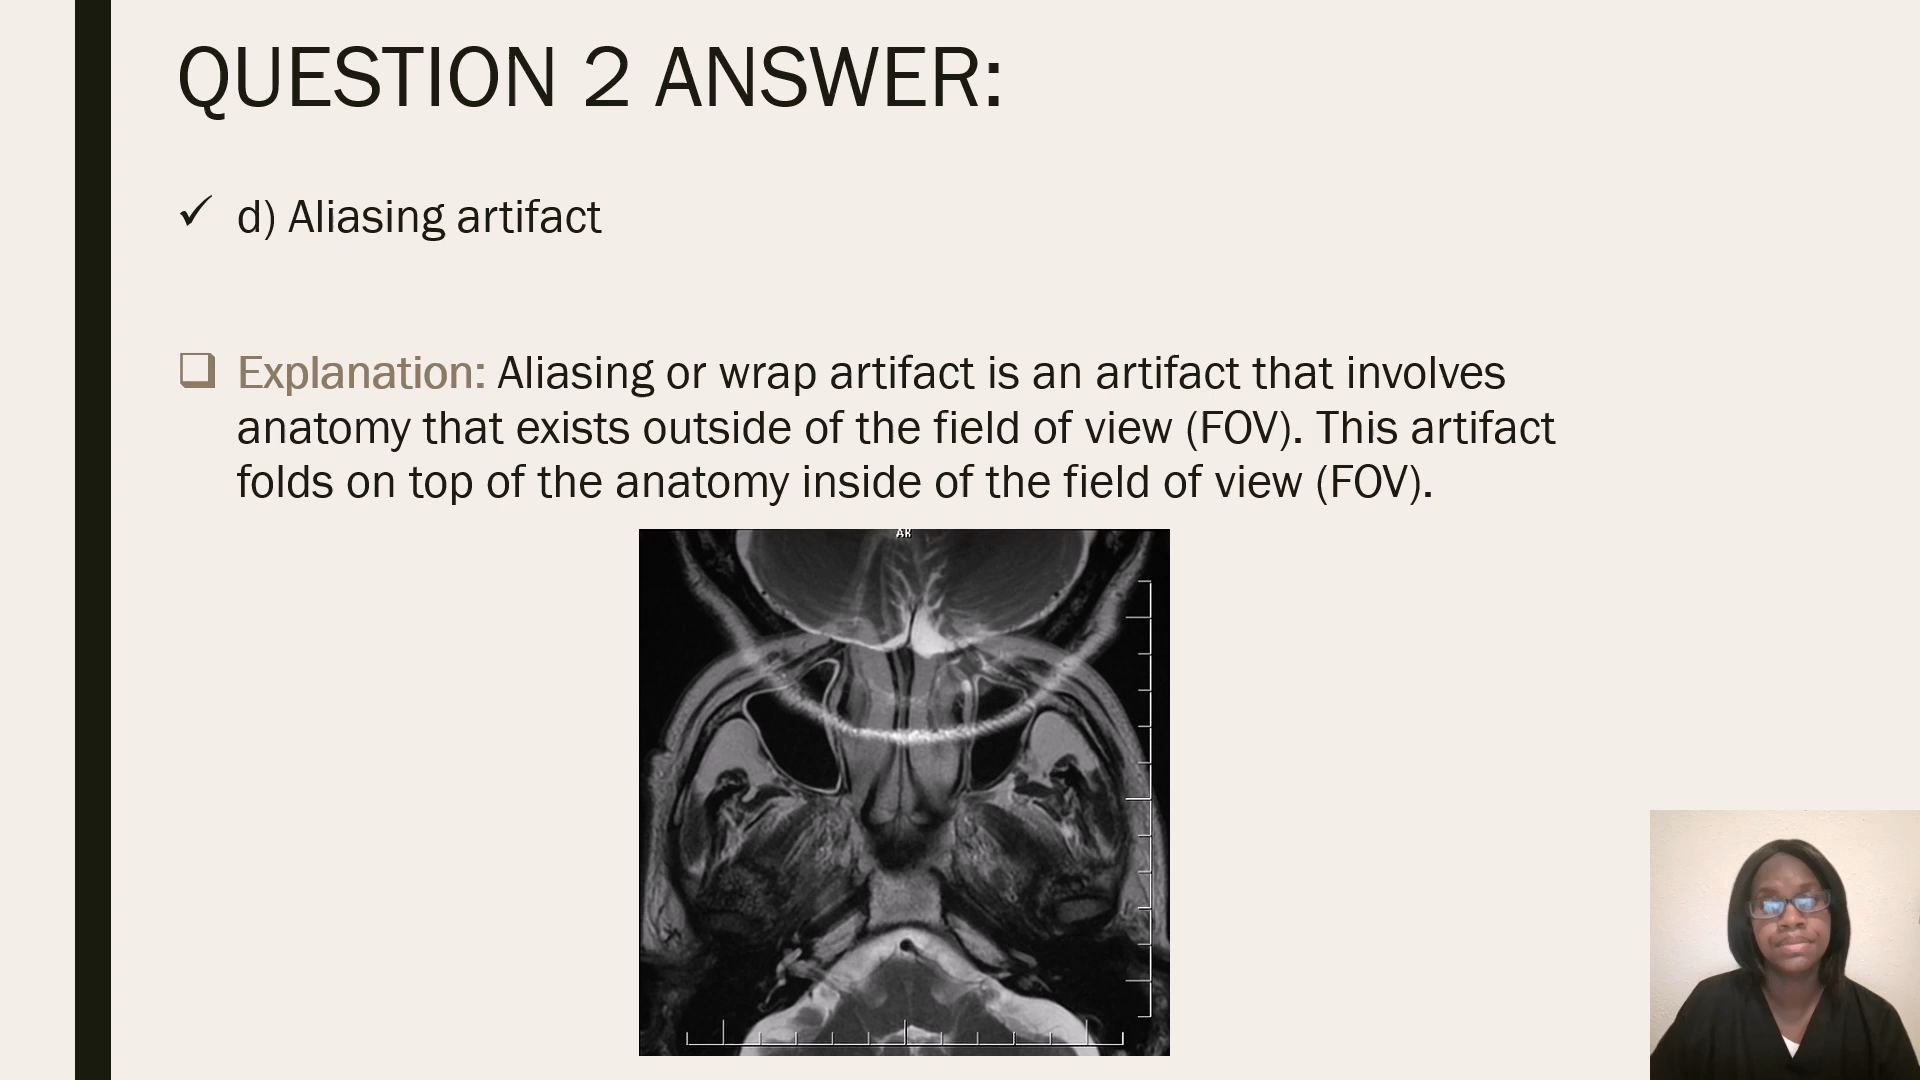 QUESTION 2 ANSWER:
✓ d) Aliasing artifact
❑ Explanation: Aliasing or wrap artifact is an artifact that involves
anatomy that exists outside of the field of view (FOV). This artifact
folds on top of the anatomy inside of the field of view (FOV).